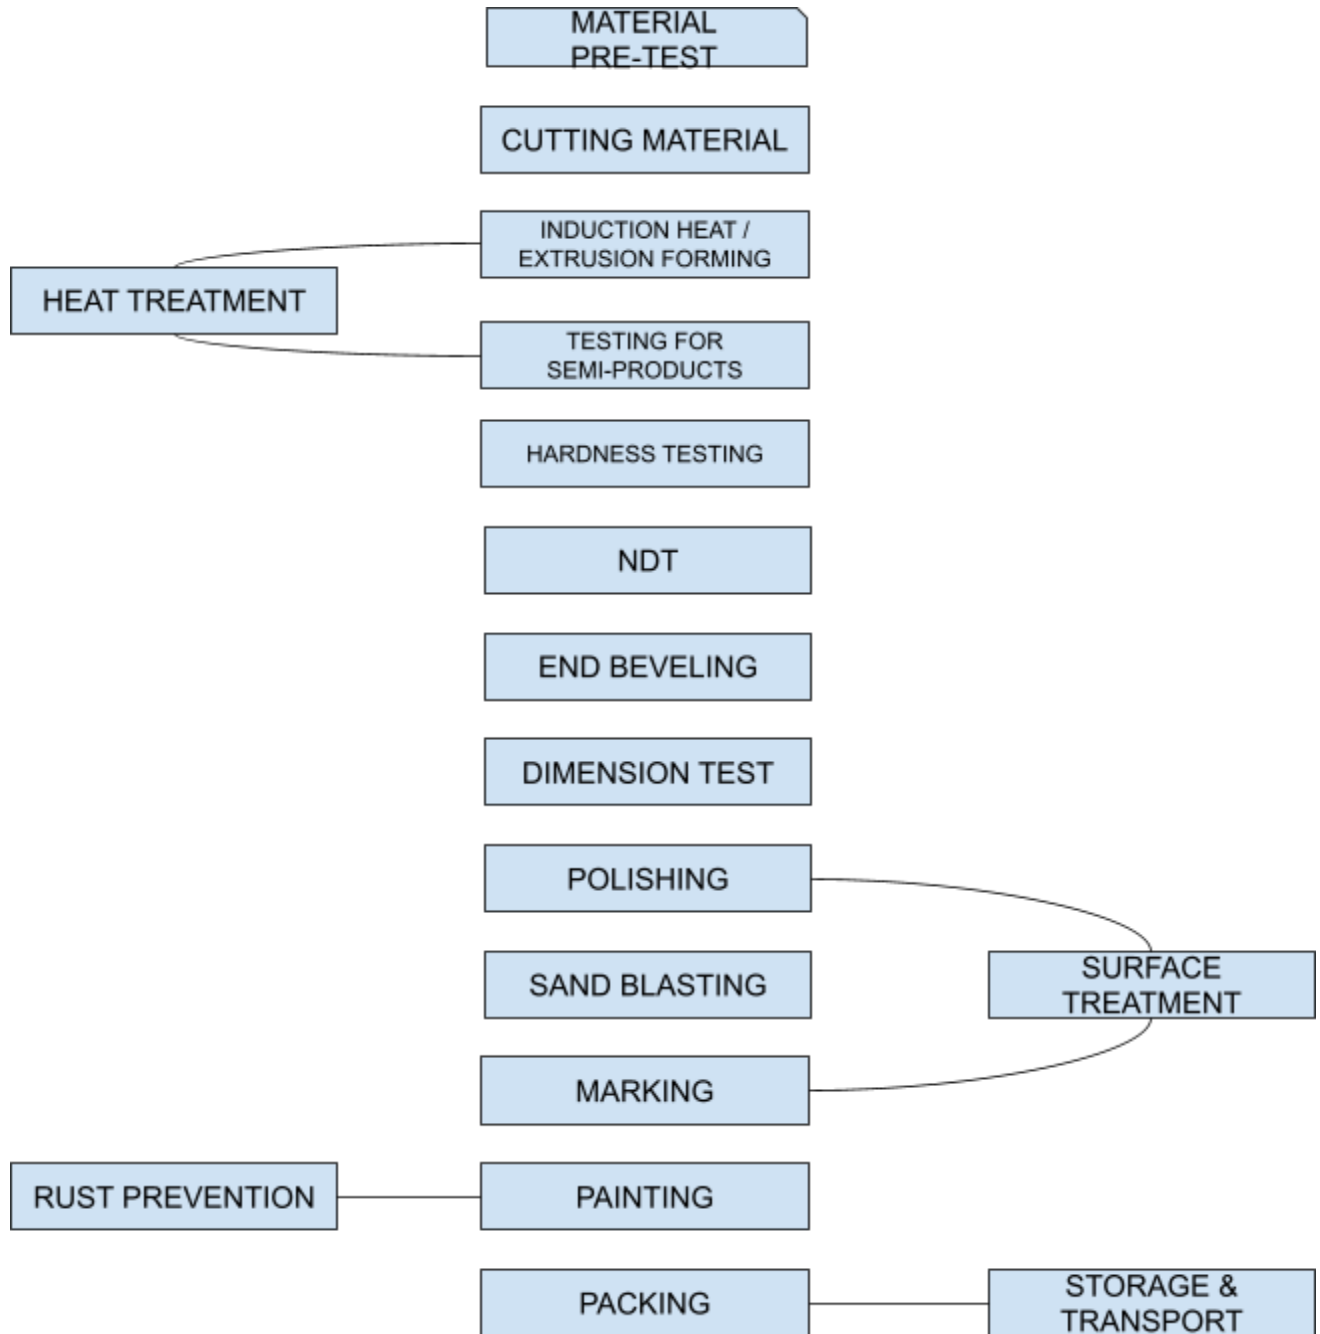 MATERIAL
PRE-TEST
CUTTING MATERIAL
INDUCTION HEAT /
EXTRUSION FORMING
HEAT TREATMENT
TESTING FOR
SEMI-PRODUCTS
HARDNESS TESTING
NDT
END BEVELING
DIMENSION TEST
POLISHING
SAND BLASTING
SURFACE
TREATMENT
MARKING
RUST PREVENTION
PAINTING
PACKING
STORAGE &
TRANSPORT